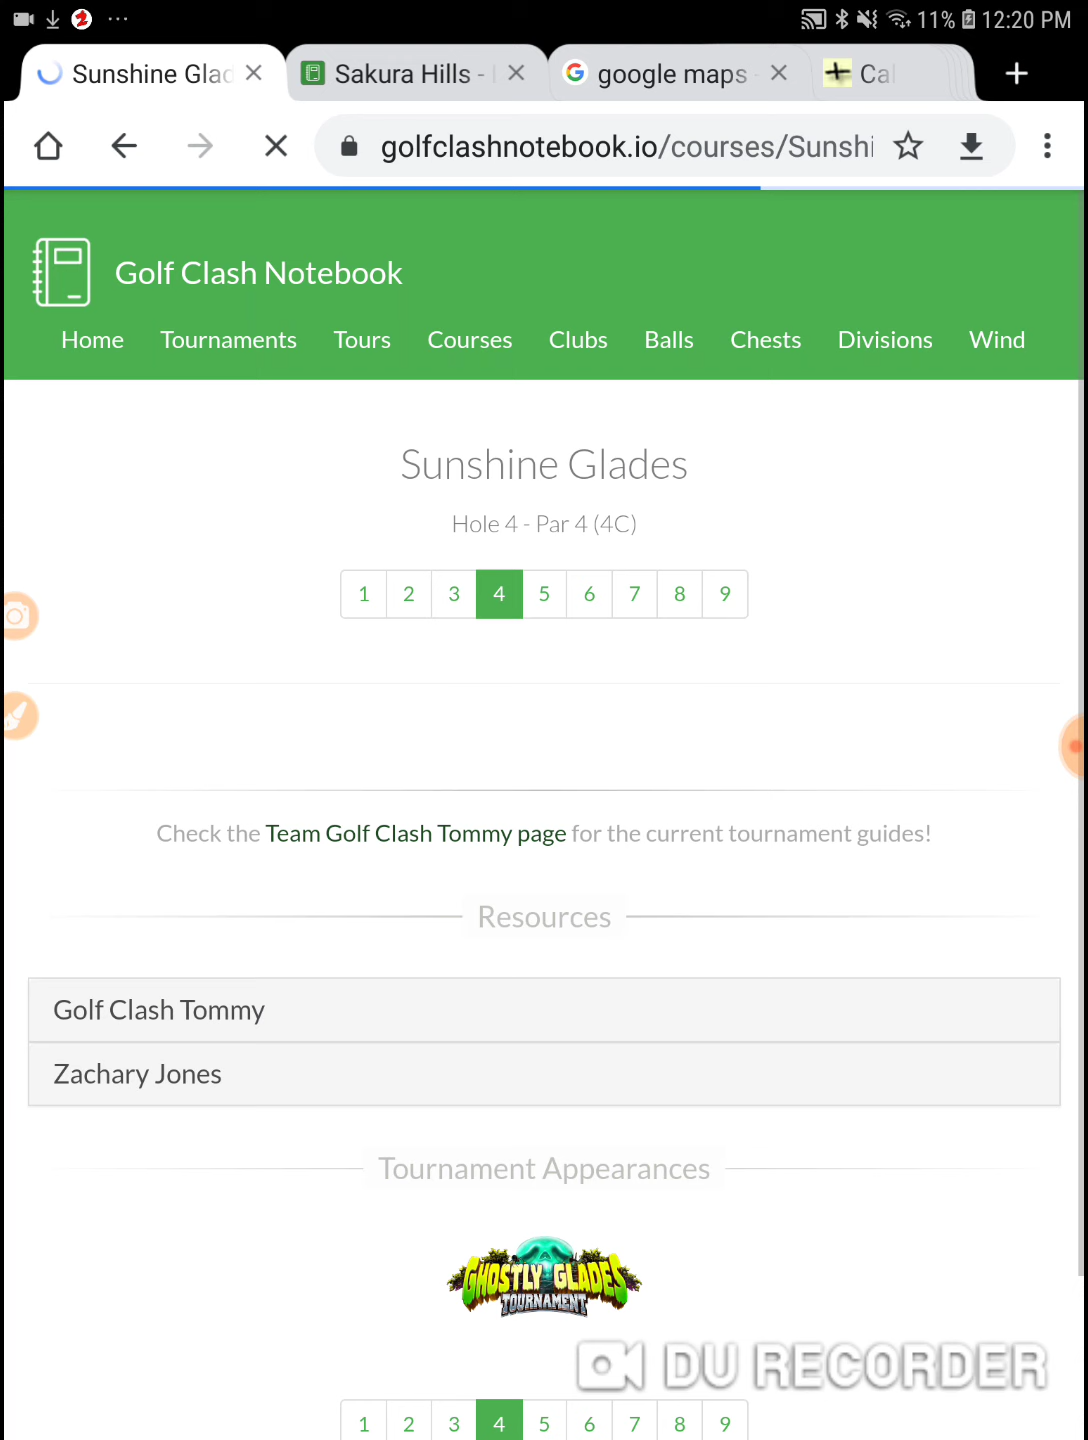 11% 12:20 PM
Sunshine Glad
Sakura Hills -
google maps -
Cal
golfclashnotebook.io/courses/Sunshi
Golf Clash Notebook
Home Tournaments Tours Courses Clubs Balls Chests Divisions Wind
Sunshine Glades
Hole 4 - Par 4 (4C)
1 2 3 4 5 6 7 8 9
Check the Team Golf Clash Tommy page for the current tournament guides!
Resources
Golf Clash Tommy
Zachary Jones
Tournament Appearances
GHOSTLY GLADES
TOURNAMENT
DU RECORDER
1 2 3 4 5 6 7 8 9